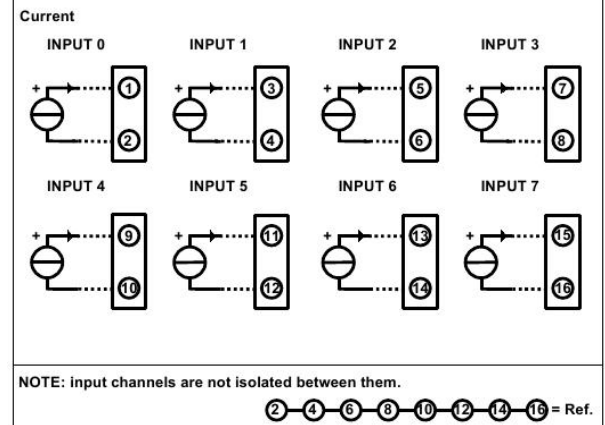 Current
INPUT 0 INPUT 1 INPUT 2 INPUT 3
+ 1 + 3 + 5 + 7
2 4 6 8
INPUT 4 INPUT 5 INPUT 6 INPUT 7
+ 9 + 11 + 13 + 15
10 12 14 16
NOTE: input channels are not isolated between them.
2 4 6 8 10 12 14 16 = Ref.